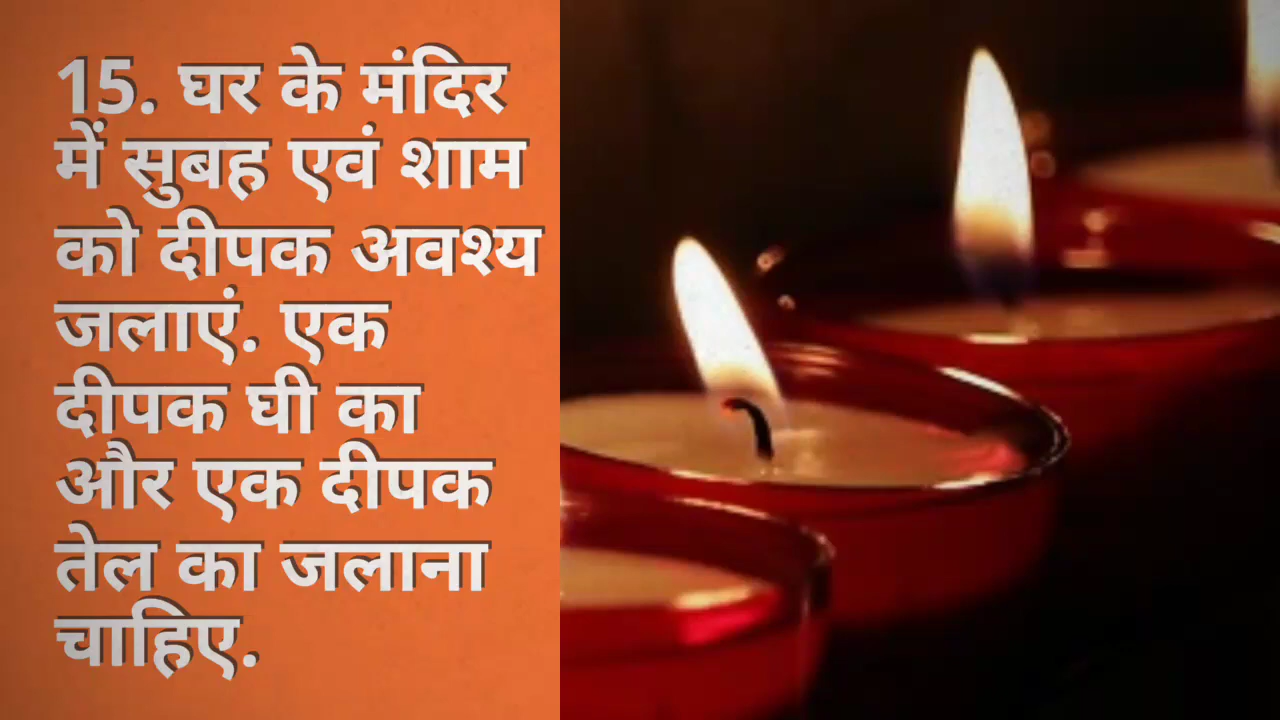 15. घर के मंदिर
में सुबह एवं शाम
को दीपक अवश्य
जलाएं. एक
दीपक घी का
और एक दीपक
तेल का जलाना
चाहिए.